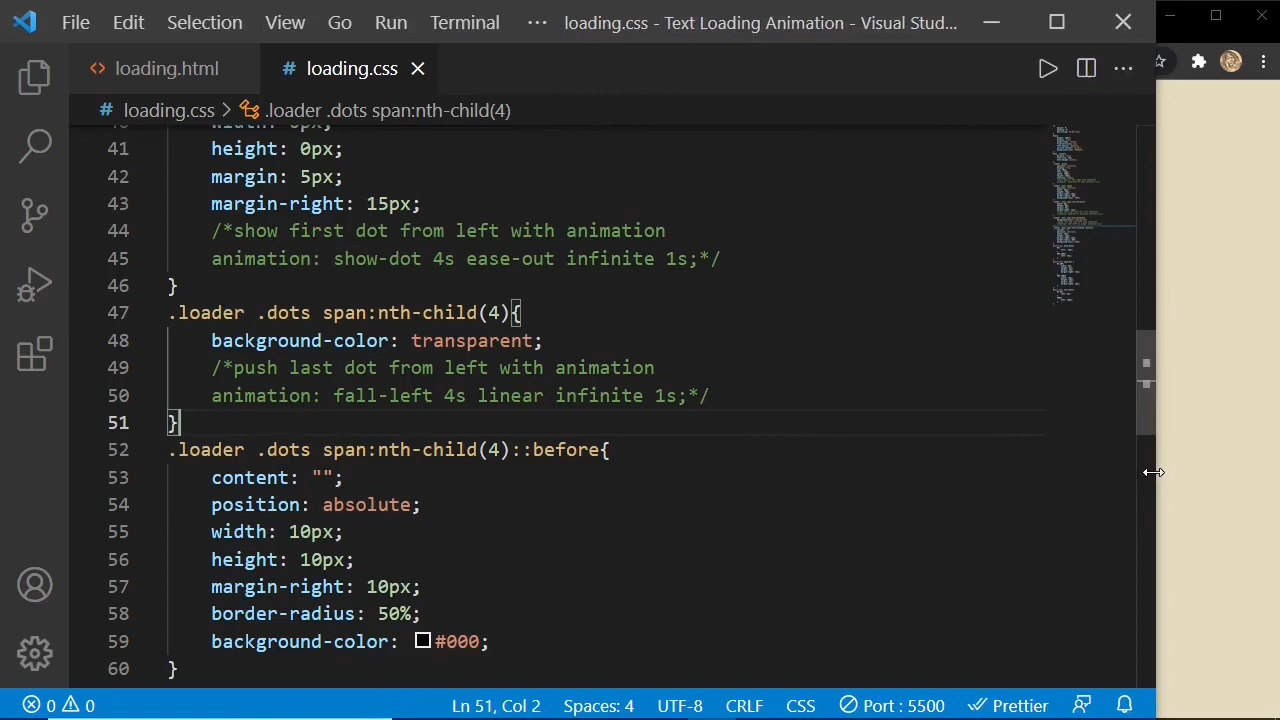 File Edit Selection View Go Run Terminal ··· loading.css - Text Loading Animation - Visual Stud...
loading.html
# loading.css
# loading.css > .loader .dots span:nth-child(4)
41 height: 0px;
42 margin: 5px;
43 margin-right: 15px;
44 /*show first dot from left with animation
45 animation: show-dot 4s ease-out infinite 1s;*/
46 }
47 .loader .dots span:nth-child(4){
48 background-color: transparent;
49 /*push last dot from left with animation
50 animation: fall-left 4s linear infinite 1s;*/
51 }
52 .loader .dots span:nth-child(4)::before{
53 content: "";
54 position: absolute;
55 width: 10px;
56 height: 10px;
57 margin-right: 10px;
58 border-radius: 50%;
59 background-color: #000;
60 }
0 0 Ln 51, Col 2 Spaces: 4 UTF-8 CRLF CSS Port : 5500 Prettier